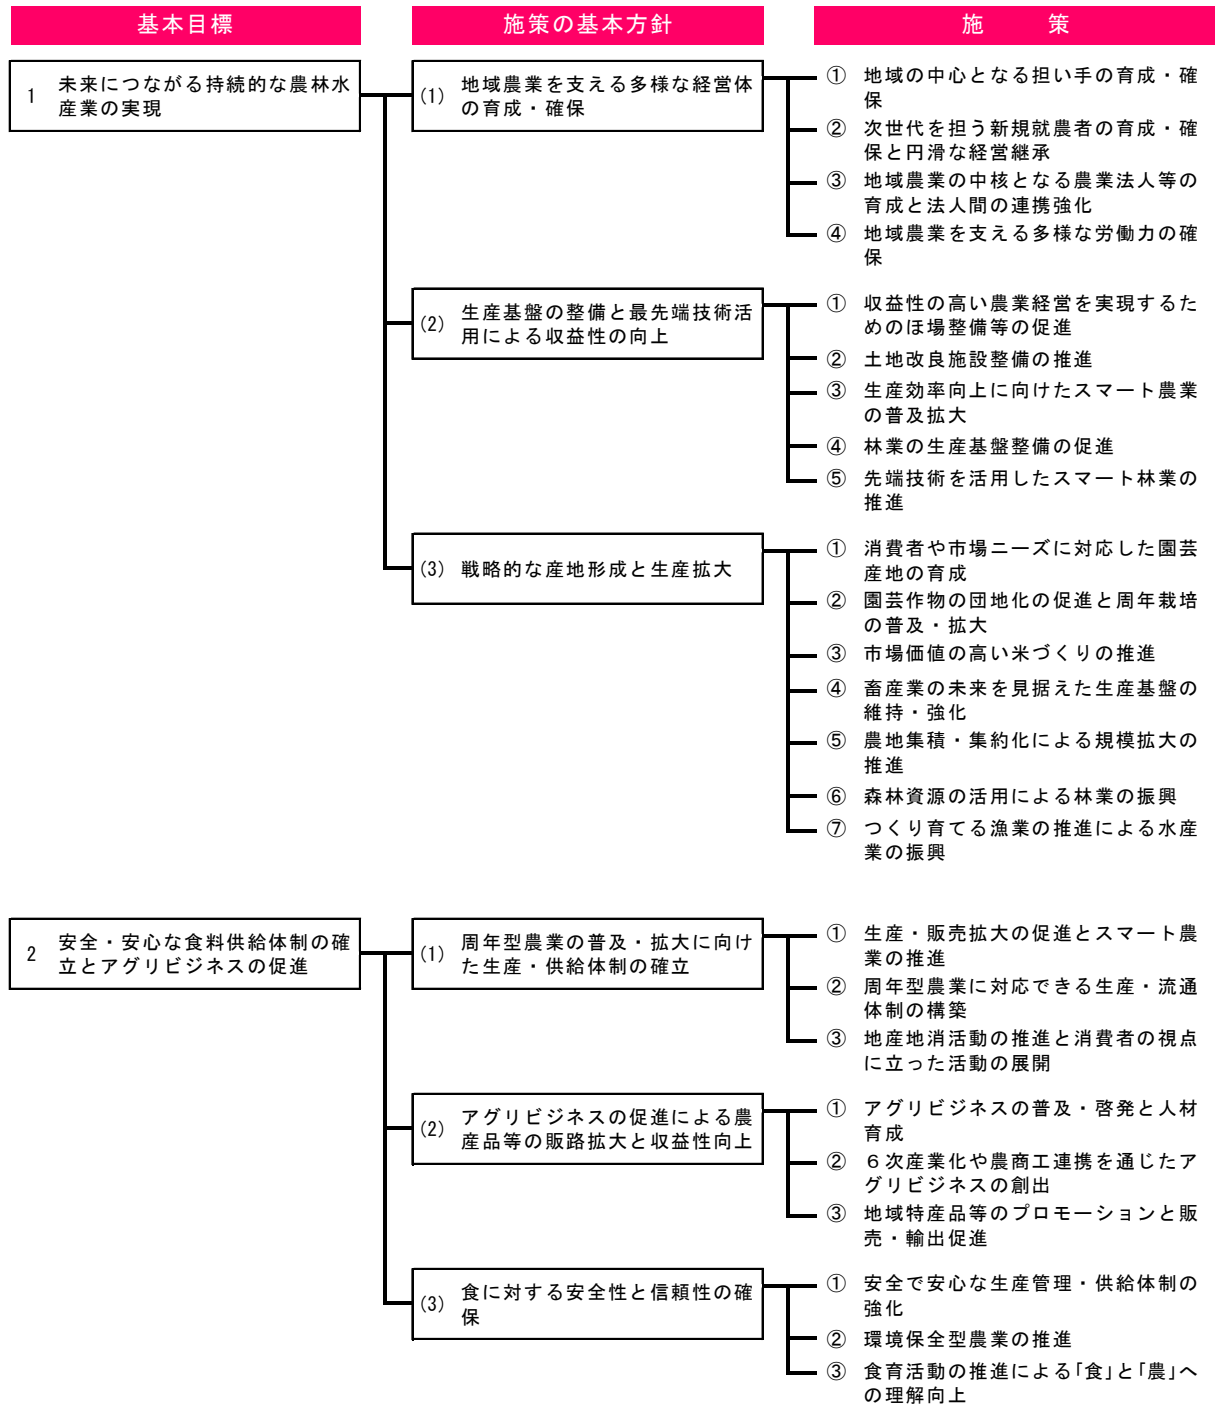 基本目標
施策の基本方針
施　　策
1 未来につながる持続的な農林水
産業の実現
(1) 地域農業を支える多様な経営体
の育成・確保
① 地域の中心となる担い手の育成・確
保
② 次世代を担う新規就農者の育成・確
保と円滑な経営継承
③ 地域農業の中核となる農業法人等の
育成と法人間の連携強化
④ 地域農業を支える多様な労働力の確
保
(2) 生産基盤の整備と最先端技術活
用による収益性の向上
① 収益性の高い農業経営を実現するた
めのほ場整備等の促進
② 土地改良施設整備の推進
③ 生産効率向上に向けたスマート農業
の普及拡大
④ 林業の生産基盤整備の促進
⑤ 先端技術を活用したスマート林業の
推進
(3) 戦略的な産地形成と生産拡大
① 消費者や市場ニーズに対応した園芸
産地の育成
② 園芸作物の団地化の促進と周年栽培
の普及・拡大
③ 市場価値の高い米づくりの推進
④ 畜産業の未来を見据えた生産基盤の
維持・強化
⑤ 農地集積・集約化による規模拡大の
推進
⑥ 森林資源の活用による林業の振興
⑦ つくり育てる漁業の推進による水産
業の振興
2 安全・安心な食料供給体制の確
立とアグリビジネスの促進
(1) 周年型農業の普及・拡大に向け
た生産・供給体制の確立
① 生産・販売拡大の促進とスマート農
業の推進
② 周年型農業に対応できる生産・流通
体制の構築
③ 地産地消活動の推進と消費者の視点
に立った活動の展開
(2) アグリビジネスの促進による農
産品等の販路拡大と収益性向上
① アグリビジネスの普及・啓発と人材
育成
② ６次産業化や農商工連携を通じたア
グリビジネスの創出
③ 地域特産品等のプロモーションと販
売・輸出促進
(3) 食に対する安全性と信頼性の確
保
① 安全で安心な生産管理・供給体制の
強化
② 環境保全型農業の推進
③ 食育活動の推進による「食」と「農」へ
の理解向上